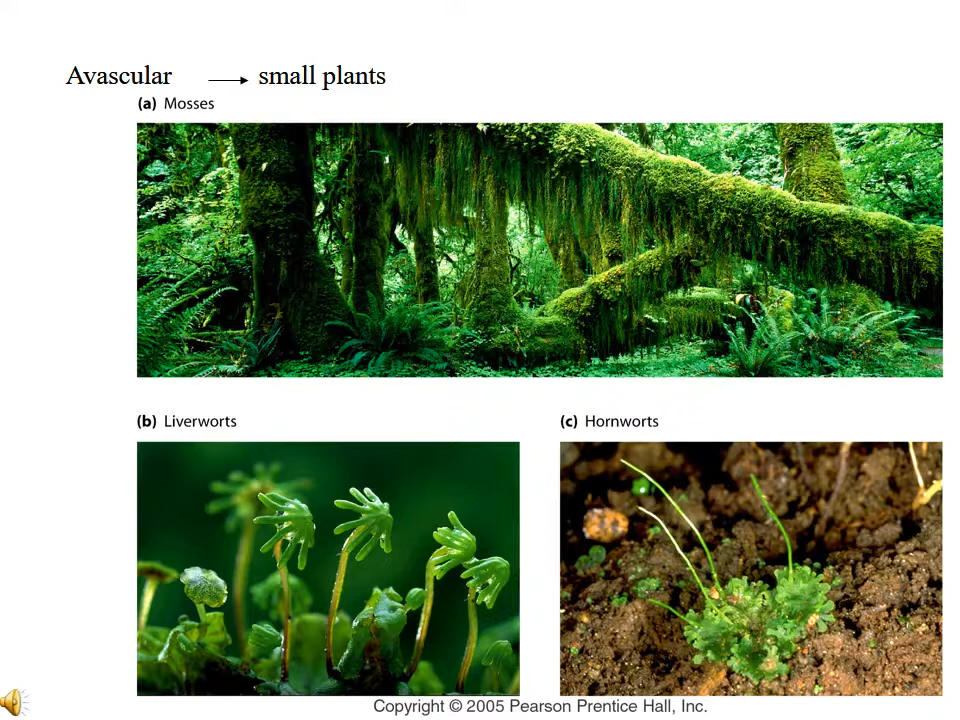 Avascular → small plants
(a) Mosses
(b) Liverworts
(c) Hornworts
Copyright © 2005 Pearson Prentice Hall, Inc.